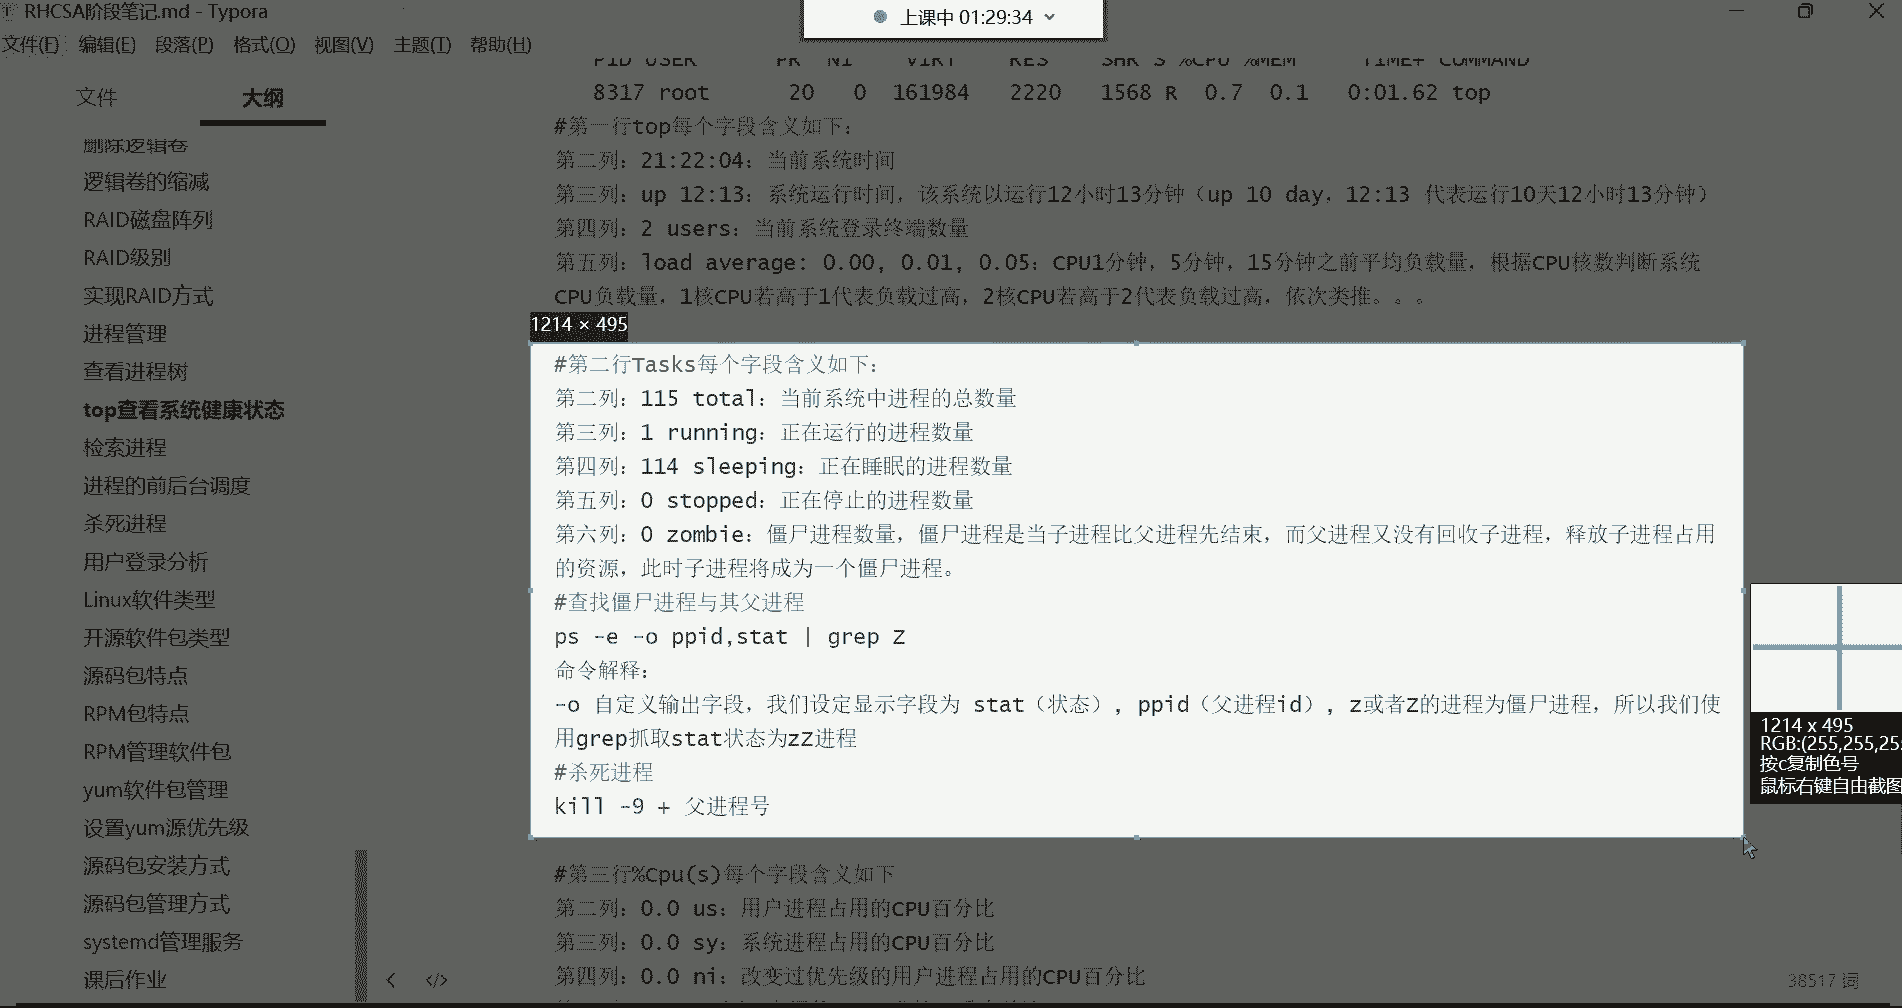 RHCSA阶段笔记.md - Typora
上课中 01:29:34
文件(F) 编辑(E) 段落(P) 格式(O) 视图(V) 主题(T) 帮助(H)
文件 大纲
删除逻辑卷
逻辑卷的缩减
RAID磁盘阵列
RAID级别
实现RAID方式
进程管理
查看进程树
top查看系统健康状态
检索进程
进程的前后台调度
杀死进程
用户登录分析
Linux软件类型
开源软件包类型
源码包特点
RPM包特点
RPM管理软件包
yum软件包管理
设置yum源优先级
源码包安装方式
源码包管理方式
systemd管理服务
课后作业
PID USER PR NI VIRT RES SHR S %CPU %MEM TIME+ COMMAND
8317 root 20 0 161984 2220 1568 R 0.7 0.1 0:01.62 top
#第一行top每个字段含义如下：
第二列：21:22:04：当前系统时间
第三列：up 12:13：系统运行时间，该系统以运行12小时13分钟（up 10 day，12:13 代表运行10天12小时13分钟）
第四列：2 users：当前系统登录终端数量
第五列：load average: 0.00, 0.01, 0.05：CPU1分钟，5分钟，15分钟之前平均负载量，根据CPU核数判断系统
CPU负载量，1核CPU若高于1代表负载过高，2核CPU若高于2代表负载过高，依次类推。。。
1214 × 495
#第二行Tasks每个字段含义如下：
第二列：115 total：当前系统中进程的总数量
第三列：1 running：正在运行的进程数量
第四列：114 sleeping：正在睡眠的进程数量
第五列：0 stopped：正在停止的进程数量
第六列：0 zombie：僵尸进程数量，僵尸进程是当子进程比父进程先结束，而父进程又没有回收子进程，释放子进程占用
的资源，此时子进程将成为一个僵尸进程。
#查找僵尸进程与其父进程
ps -e -o ppid,stat | grep Z
命令解释：
-o 自定义输出字段，我们设定显示字段为 stat（状态）, ppid（父进程id）, z或者Z的进程为僵尸进程，所以我们使
用grep抓取stat状态为zZ进程
#杀死进程
kill -9 + 父进程号
#第三行%Cpu(s)每个字段含义如下
第二列：0.0 us：用户进程占用的CPU百分比
第三列：0.0 sy：系统进程占用的CPU百分比
第四列：0.0 ni：改变过优先级的用户进程占用的CPU百分比
1214 x 495
RGB:(255,255,25
按c复制色号
鼠标右键自由截图
38517 词